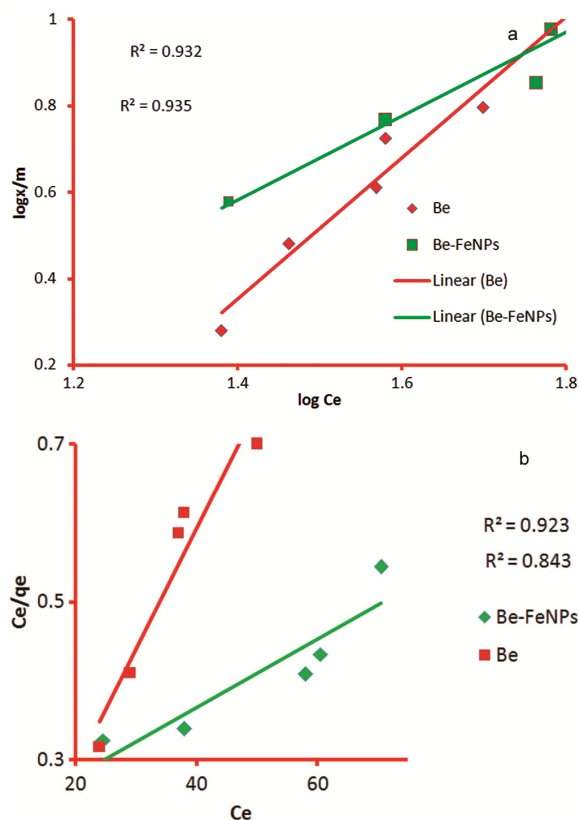 1
a
R² = 0.932
0.8
R² = 0.935
logx/m
0.6
Be
Be-FeNPs
0.4
Linear (Be)
Linear (Be-FeNPs)
0.2
1.2 1.4 1.6 1.8
log Ce
0.7
b
R² = 0.923
R² = 0.843
Ce/qe
0.5
Be-FeNPs
Be
0.3
20 40 60
Ce